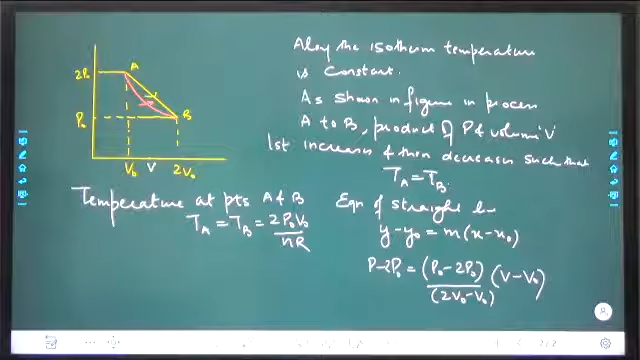 2P₀
A
P₀
B
V₀ V 2V₀
Temperature at pts A & B
T_A = T_B = 2P₀V₀ / nR
Along the isotherm temperature
is constant.
As shown in figure in process
A to B, product of P & volume 'V'
1st increases & then decreases such that
T_A = T_B.
Eqn of straight line
y - y₀ = m(x - x₀)
P - 2P₀ = (P₀ - 2P₀) / (2V₀ - V₀) (V - V₀)